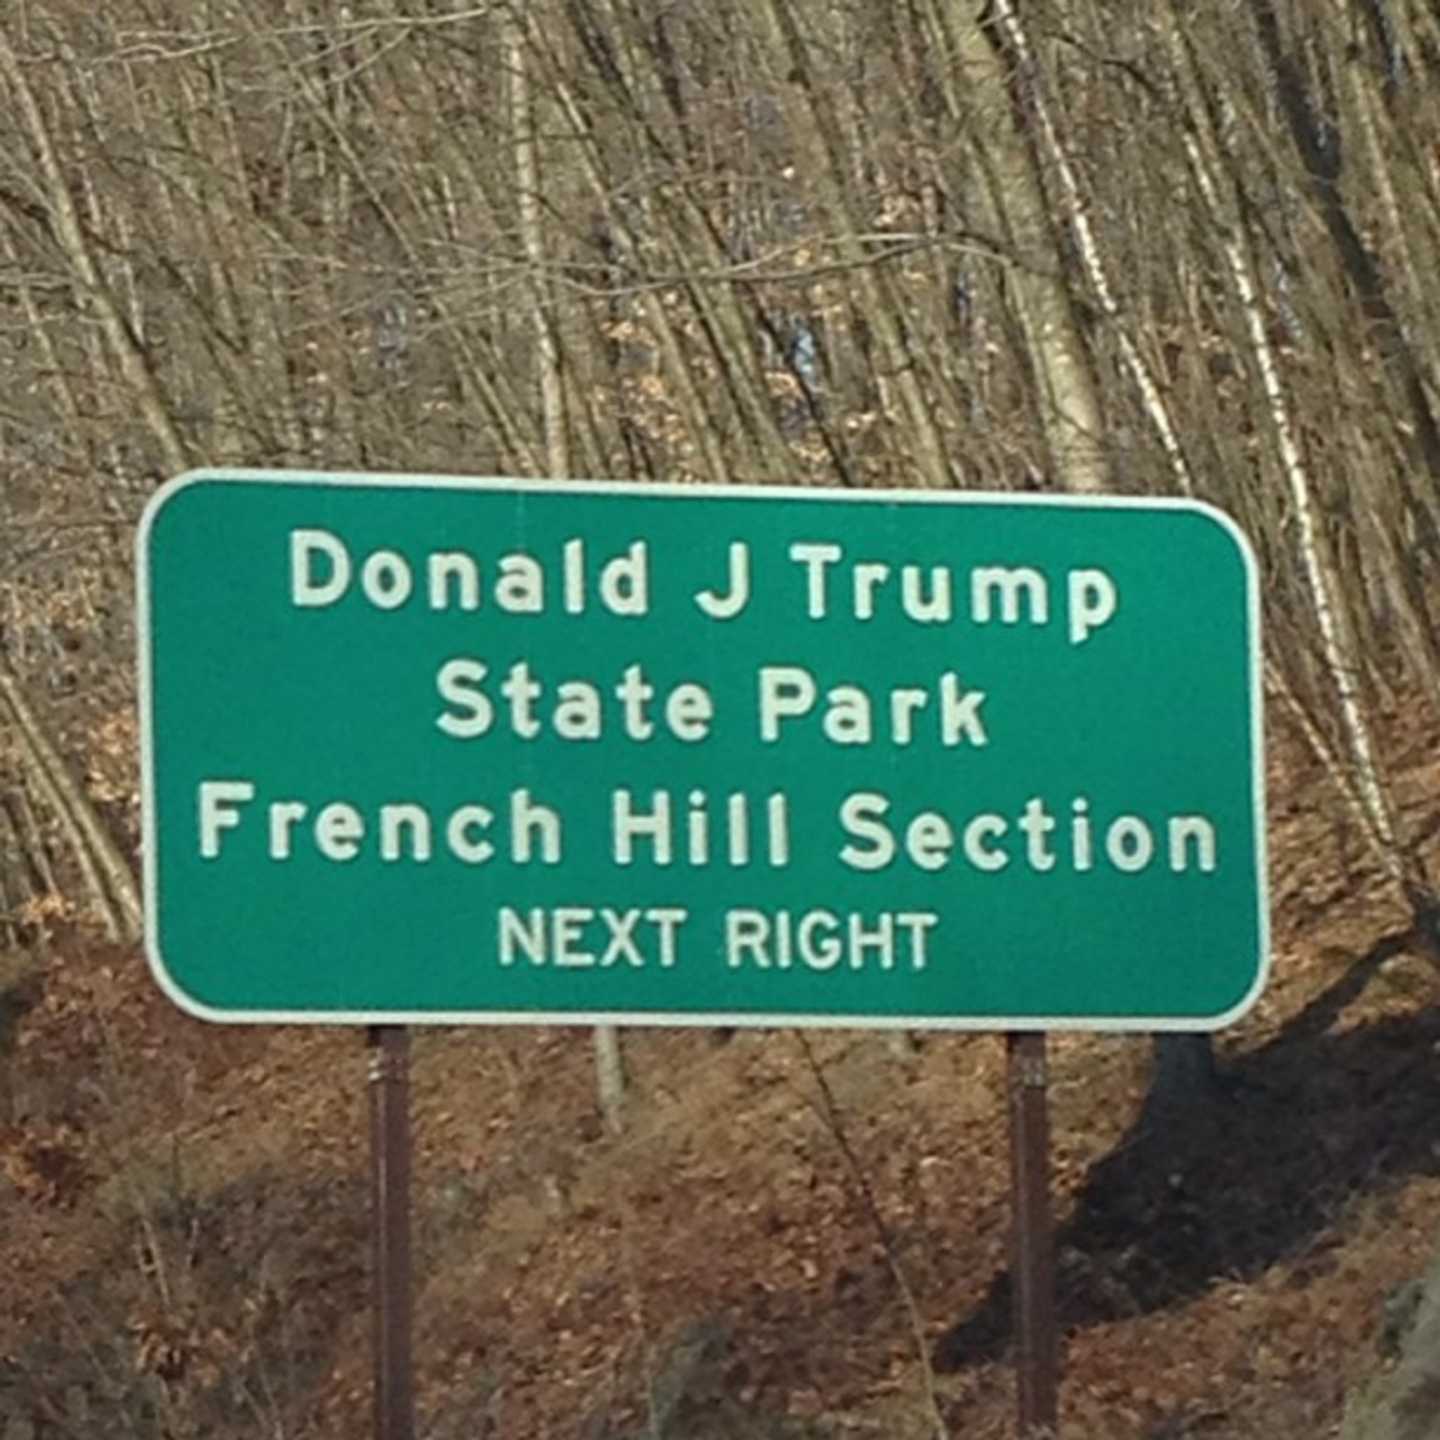 Donald J Trump
State Park
French Hill Section
NEXT RIGHT